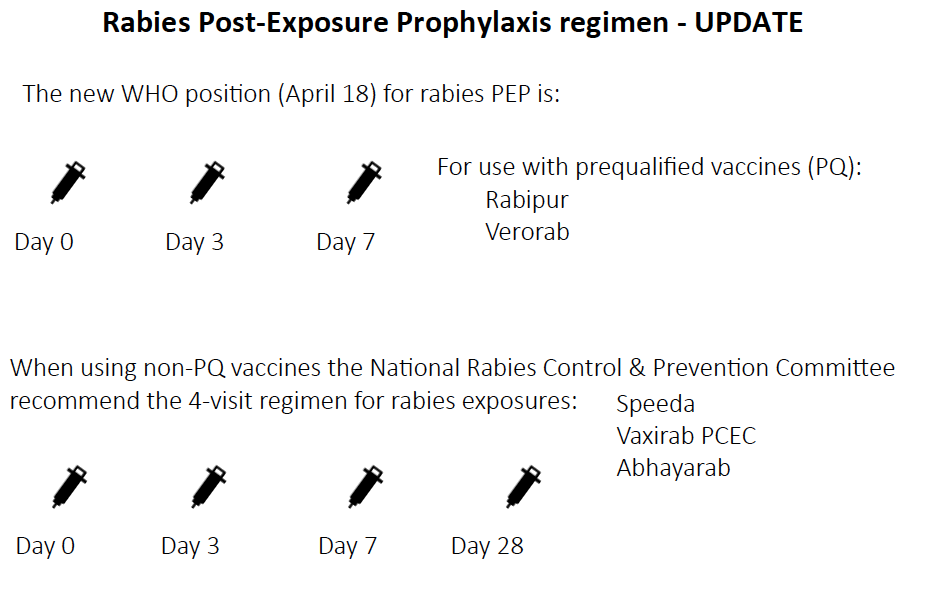 Rabies Post-Exposure Prophylaxis regimen - UPDATE
The new WHO position (April 18) for rabies PEP is:
For use with prequalified vaccines (PQ):
Rabipur
Verorab
Day 0 Day 3 Day 7
When using non-PQ vaccines the National Rabies Control & Prevention Committee
recommend the 4-visit regimen for rabies exposures:
Speeda
Vaxirab PCEC
Abhayarab
Day 0 Day 3 Day 7 Day 28